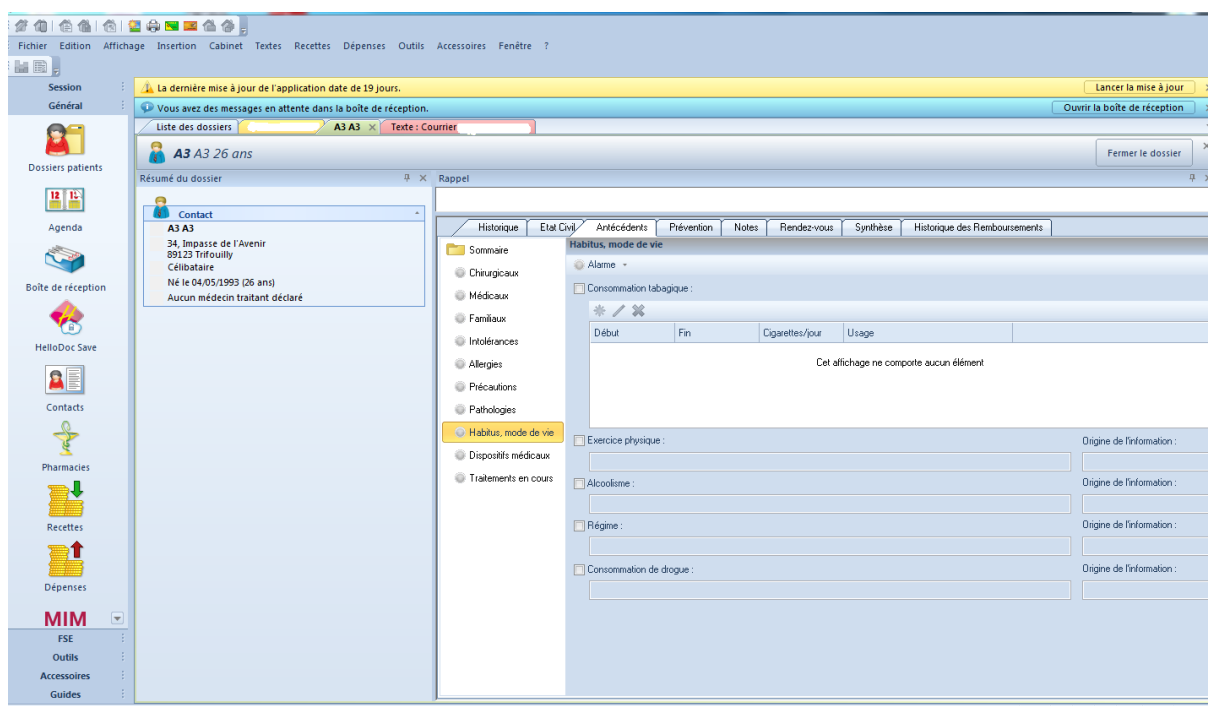 Fichier Edition Affichage Insertion Cabinet Textes Recettes Dépenses Outils Accessoires Fenêtre ?
Session
Général
Dossiers patients
Agenda
Boîte de réception
HelloDoc Save
Contacts
Pharmacies
Recettes
Dépenses
MIM
FSE
Outils
Accessoires
Guides
La dernière mise à jour de l'application date de 19 jours.
Lancer la mise à jour
Vous avez des messages en attente dans la boîte de réception.
Ouvrir la boîte de réception
Liste des dossiers
A3 A3
Texte : Courrier
A3 A3 26 ans
Fermer le dossier
Résumé du dossier
Contact
A3 A3
34, Impasse de l'Avenir
89123 Trifouilly
Célibataire
Né le 04/05/1993 (26 ans)
Aucun médecin traitant déclaré
Rappel
Historique Etat Civil Antécédents Prévention Notes Rendez-vous Synthèse Historique des Remboursements
Sommaire
Chirurgicaux
Médicaux
Familiaux
Intolérances
Allergies
Précautions
Pathologies
Habitus, mode de vie
Dispositifs médicaux
Traitements en cours
Habitus, mode de vie
Alarme
Consommation tabagique :
Début Fin Cigarettes/jour Usage
Cet affichage ne comporte aucun élément
Exercice physique : Origine de l'information :
Alcoolisme : Origine de l'information :
Régime : Origine de l'information :
Consommation de drogue : Origine de l'information :